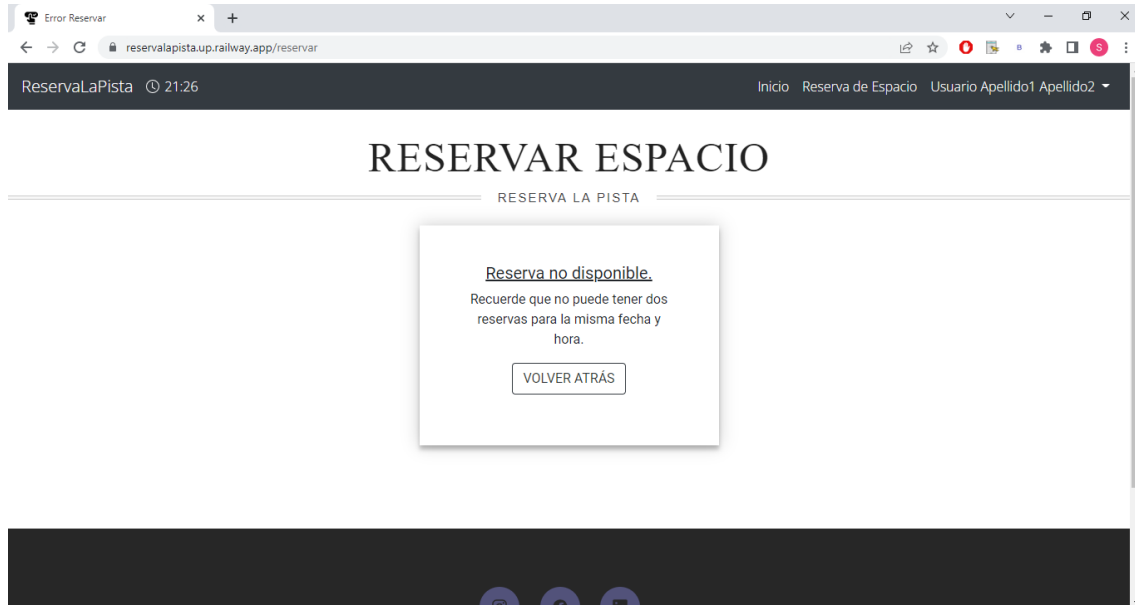 Error Reservar
reservalapista.up.railway.app/reservar
S
ReservaLaPista 21:26 Inicio Reserva de Espacio Usuario Apellido1 Apellido2
RESERVAR ESPACIO
RESERVA LA PISTA
Reserva no disponible.
Recuerde que no puede tener dos
reservas para la misma fecha y
hora.
VOLVER ATRÁS